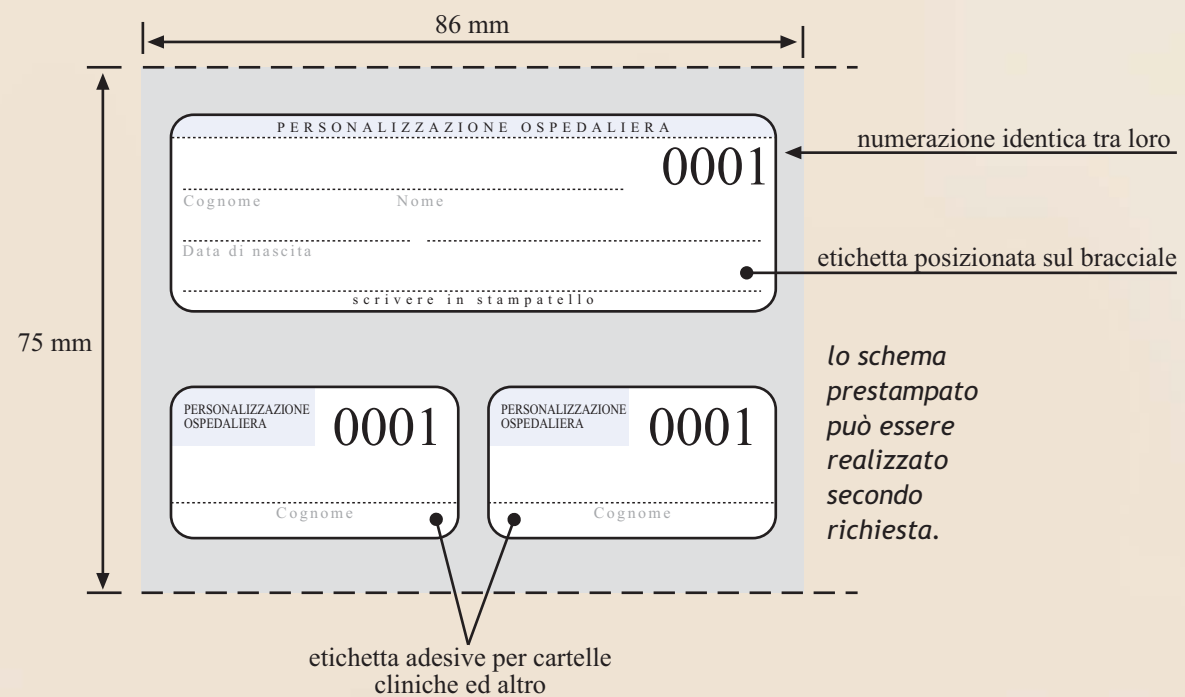 86 mm
PERSONALIZZAZIONE OSPEDALIERA
0001
numerazione identica tra loro
Cognome Nome
Data di nascita
etichetta posizionata sul bracciale
scrivere in stampatello
75 mm
lo schema
prestampato
può essere
realizzato
secondo
richiesta.
PERSONALIZZAZIONE
OSPEDALIERA
0001
Cognome
PERSONALIZZAZIONE
OSPEDALIERA
0001
Cognome
etichetta adesive per cartelle
cliniche ed altro